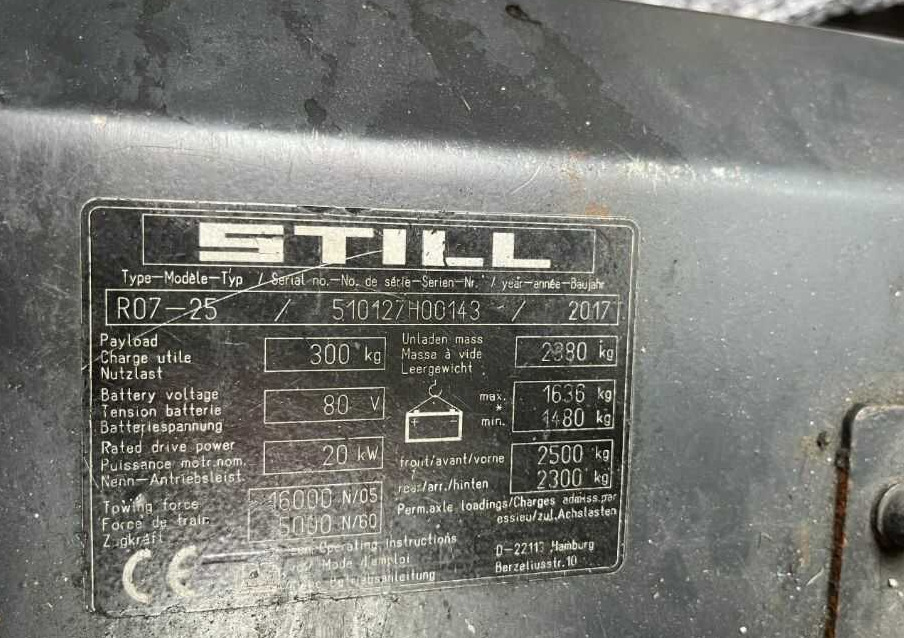 STILL
Type-Modèle-Typ / Serial no.-No. de série-Serien-Nr. / year-année-Baujahr
R07-25 / 510127H00143 / 2017
Payload
Charge utile
Nutzlast
300 kg
Unladen mass
Masse à vide
Leergewicht
kg
Battery voltage
Tension batterie
Batteriespannung
80 V
max. 1636 kg
*
min. 1480 kg
Rated drive power
Puissance motr.nom.
Nenn-Antriebsleist.
20 kW
front/avant/vorne 2500 kg
rear/arr./hinten 2300 kg
Perm.axle loadings/Charges admiss.par
essieu/zul.Achslasten
Towing force
Force de train
Zugkraft
16000 N/05
5000 N/60
Operating Instructions
Mode d'emploi
Betriebsanleitung
D-22113 Hamburg
Berzeliusstr.10
CE